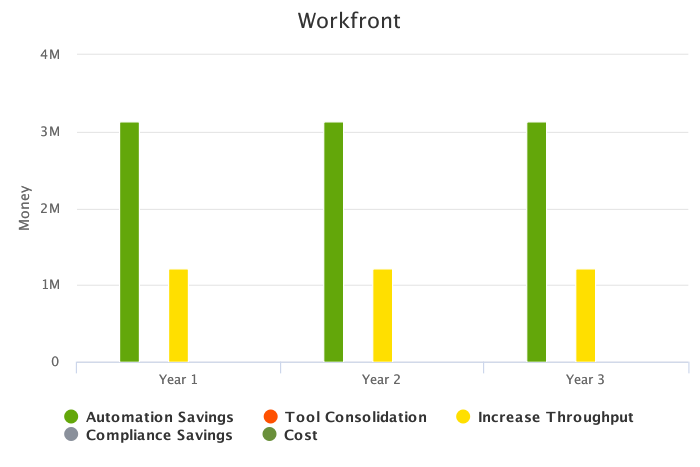 Workfront
4M
3M
2M
1M
0
Money
Year 1 Year 2 Year 3
Automation Savings Tool Consolidation Increase Throughput
Compliance Savings Cost